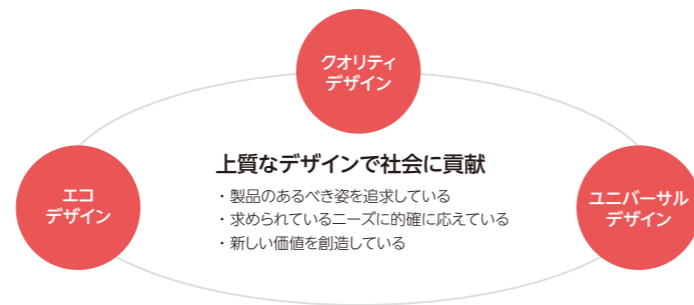 クオリティ
デザイン
上質なデザインで社会に貢献
・製品のあるべき姿を追求している
・求められているニーズに的確に応えている
・新しい価値を創造している
エコ
デザイン
ユニバーサル
デザイン